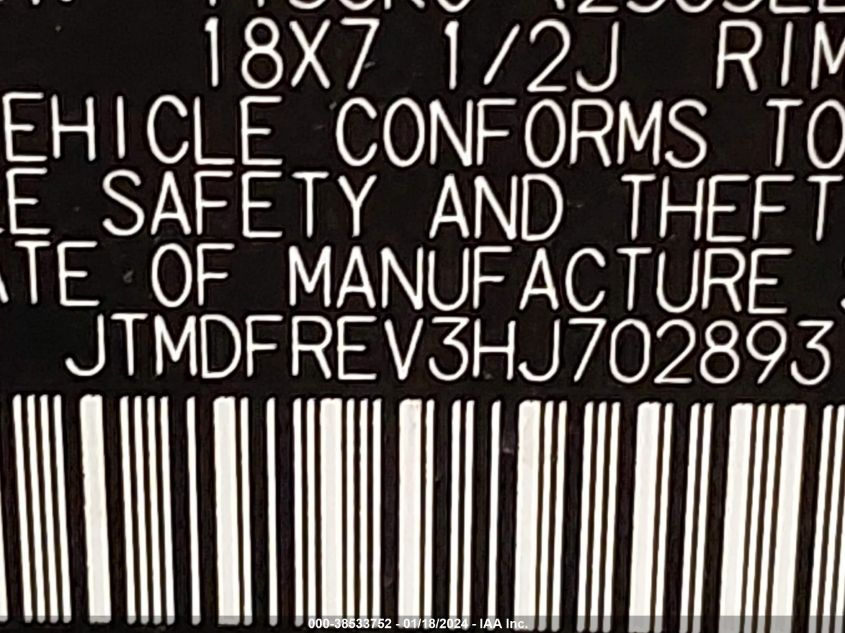 18X7 1/2J RIM
EHICLE CONFORMS TO
E SAFETY AND THEFT
ATE OF MANUFACTURE
JTMDFREV3HJ702893
000-38533752 - 01/18/2024 - IAA Inc.